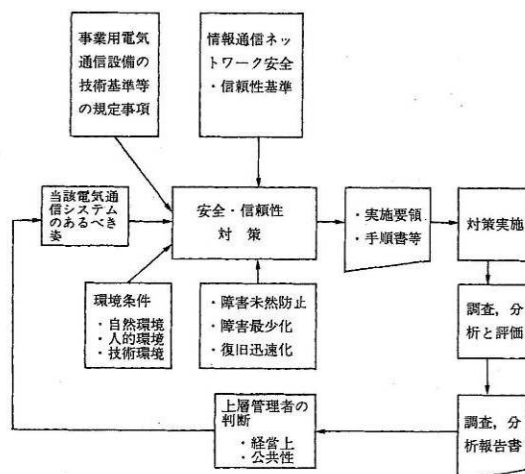 事業用電気
通信設備の
技術基準等
の規定事項
情報通信ネッ
トワーク安全
・信頼性基準
当該電気通
信システム
のあるべき
姿
安全・信頼性
対 策
・実施要領
・手順書等
対策実施
環境条件
・自然環境
・人的環境
・技術環境
・障害未然防止
・障害最少化
・復旧迅速化
調査，分
析と評価
上層管理者の
判断
・経営上
・公共性
調査，分
析報告書